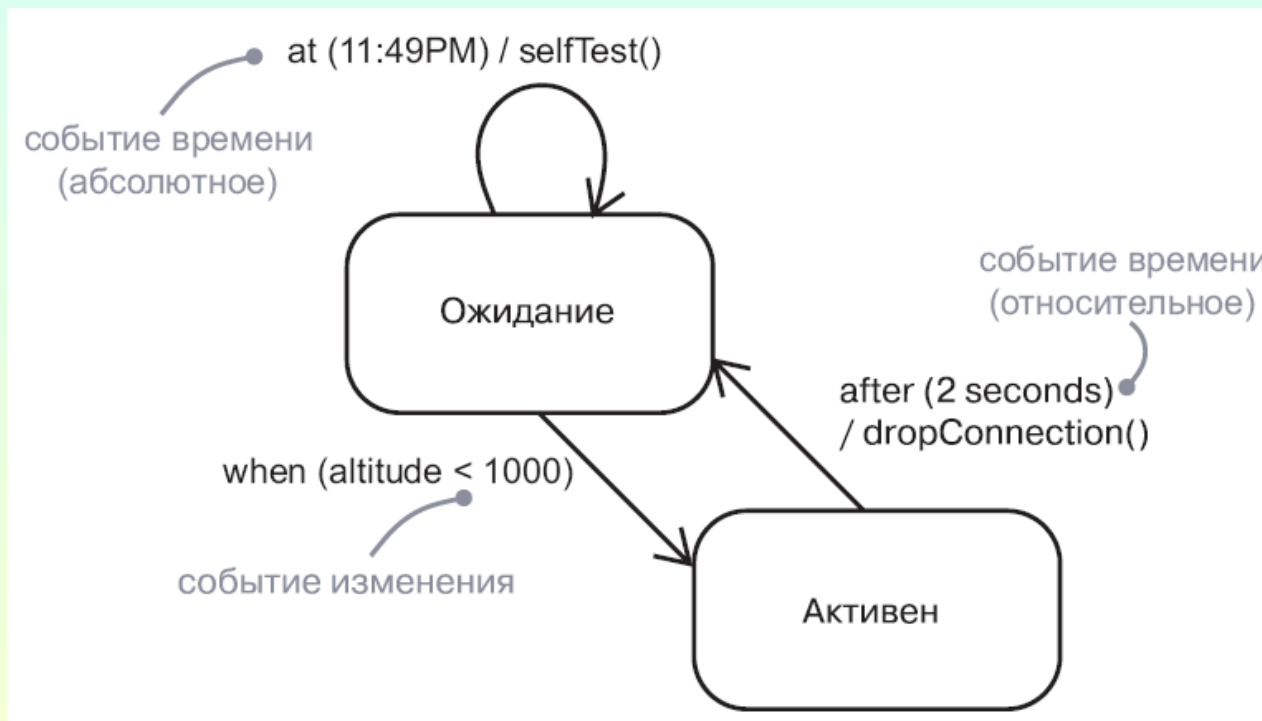 at (11:49PM) / selfTest()
событие времени
(абсолютное)
Ожидание
событие времени
(относительное)
after (2 seconds)
/ dropConnection()
when (altitude < 1000)
событие изменения
Активен